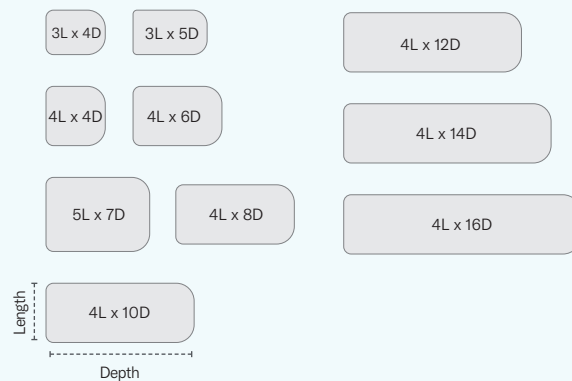 3L x 4D
3L x 5D
4L x 4D
4L x 6D
5L x 7D
4L x 8D
4L x 10D
Length
Depth
4L x 12D
4L x 14D
4L x 16D